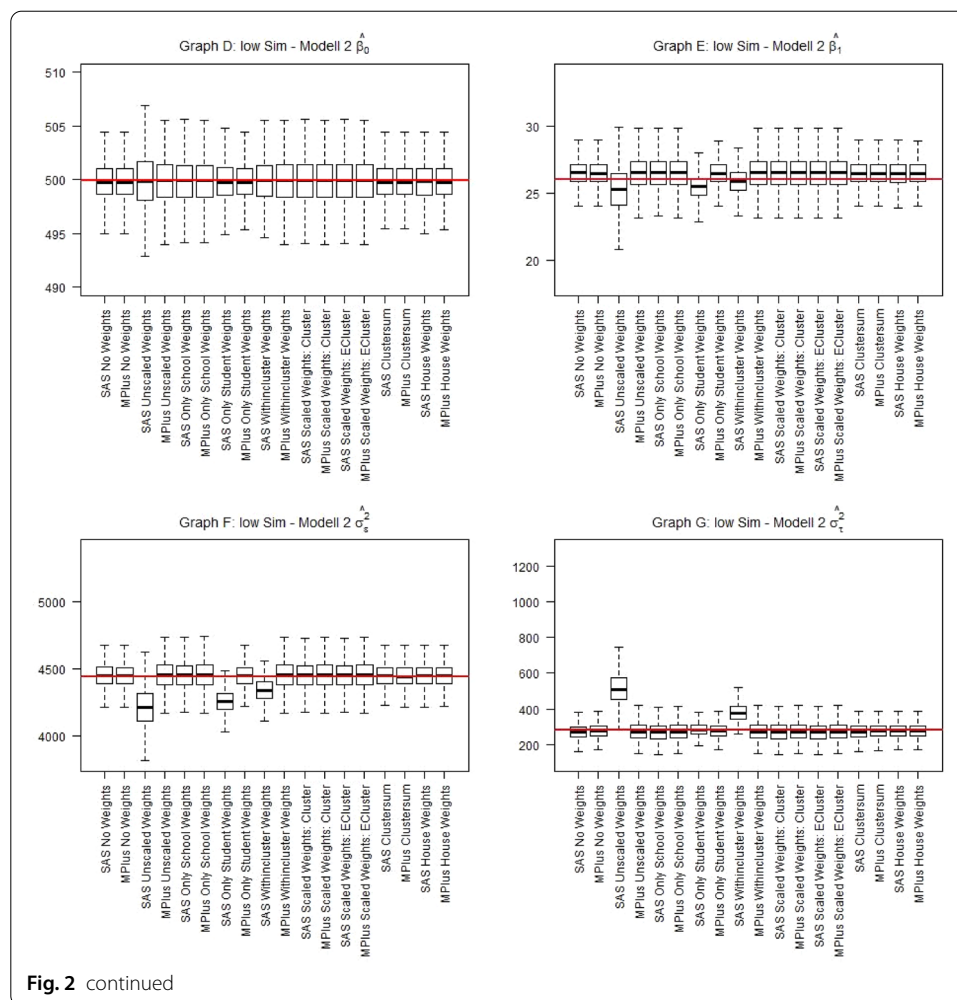 Graph D: low Sim - Modell 2 β̂₀
510
505
500
495
490
SAS No Weights
MPlus No Weights
SAS Unscaled Weights
MPlus Unscaled Weights
SAS Only School Weights
MPlus Only School Weights
SAS Only Student Weights
MPlus Only Student Weights
SAS Withincluster Weights
MPlus Withincluster Weights
SAS Scaled Weights: Cluster
MPlus Scaled Weights: Cluster
SAS Scaled Weights: ECluster
MPlus Scaled Weights: ECluster
SAS Clustersum
MPlus Clustersum
SAS House Weights
MPlus House Weights
Graph E: low Sim - Modell 2 β̂₁
30
25
20
SAS No Weights
MPlus No Weights
SAS Unscaled Weights
MPlus Unscaled Weights
SAS Only School Weights
MPlus Only School Weights
SAS Only Student Weights
MPlus Only Student Weights
SAS Withincluster Weights
MPlus Withincluster Weights
SAS Scaled Weights: Cluster
MPlus Scaled Weights: Cluster
SAS Scaled Weights: ECluster
MPlus Scaled Weights: ECluster
SAS Clustersum
MPlus Clustersum
SAS House Weights
MPlus House Weights
Graph F: low Sim - Modell 2 σ̂²ₛ
5000
4500
4000
SAS No Weights
MPlus No Weights
SAS Unscaled Weights
MPlus Unscaled Weights
SAS Only School Weights
MPlus Only School Weights
SAS Only Student Weights
MPlus Only Student Weights
SAS Withincluster Weights
MPlus Withincluster Weights
SAS Scaled Weights: Cluster
MPlus Scaled Weights: Cluster
SAS Scaled Weights: ECluster
MPlus Scaled Weights: ECluster
SAS Clustersum
MPlus Clustersum
SAS House Weights
MPlus House Weights
Graph G: low Sim - Modell 2 σ̂²τ
1200
1000
800
600
400
200
SAS No Weights
MPlus No Weights
SAS Unscaled Weights
MPlus Unscaled Weights
SAS Only School Weights
MPlus Only School Weights
SAS Only Student Weights
MPlus Only Student Weights
SAS Withincluster Weights
MPlus Withincluster Weights
SAS Scaled Weights: Cluster
MPlus Scaled Weights: Cluster
SAS Scaled Weights: ECluster
MPlus Scaled Weights: ECluster
SAS Clustersum
MPlus Clustersum
SAS House Weights
MPlus House Weights
Fig. 2 continued